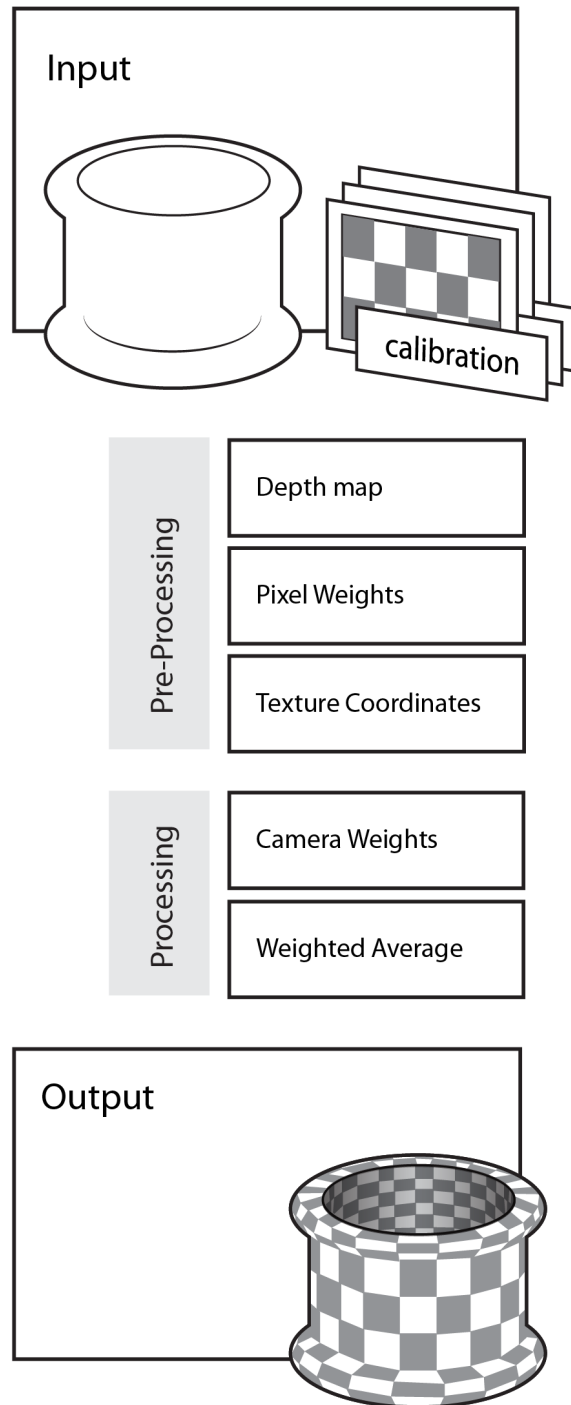 Input
calibration
Pre-Processing
Depth map
Pixel Weights
Texture Coordinates
Processing
Camera Weights
Weighted Average
Output